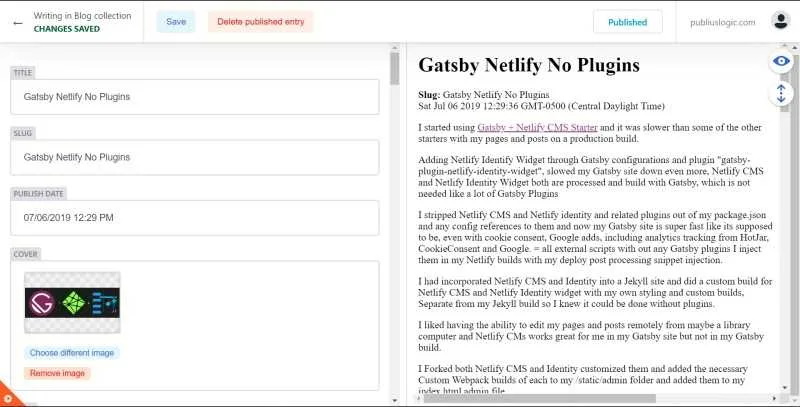 Writing in Blog collection
CHANGES SAVED
Save
Delete published entry
Published
publiuslogic.com
TITLE
Gatsby Netlify No Plugins
SLUG
Gatsby Netlify No Plugins
PUBLISH DATE
07/06/2019 12:29 PM
COVER
Choose different image
Remove image
Gatsby Netlify No Plugins
Slug: Gatsby Netlify No Plugins
Sat Jul 06 2019 12:29:36 GMT-0500 (Central Daylight Time)
I started using Gatsby + Netlify CMS Starter and it was slower than some of the other
starters with my pages and posts on a production build.
Adding Netlify Identify Widget through Gatsby configurations and plugin "gatsby-
plugin-netlify-identity-widget", slowed my Gatsby site down even more, Netlify CMS
and Netlify Identity Widget both are processed and build with Gatsby, which is not
needed like a lot of Gatsby Plugins
I stripped Netlify CMS and Netlify identity and related plugins out of my package.json
and any config references to them and now my Gatsby site is super fast like its supposed
to be, even with cookie consent, Google adds, including analytics tracking from HotJar,
CookieConsent and Google. = all external scripts with out any Gatsby plugins I inject
them in my Netlify builds with my deploy post processing snippet injection.
I had incorporated Netlify CMS and Identity into a Jekyll site and did a custom build for
Netlify CMS and Netlify Identity widget with my own styling and custom builds,
Separate from my Jekyll build so I knew it could be done without plugins.
I liked having the ability to edit my pages and posts remotely from maybe a library
computer and Netlify CMs works great for me in my Gatsby site but not in my Gatsby
build.
I Forked both Netlify CMS and Identity customized them and added the necessary
Custom Webpack builds of each to my /static/admin folder and added them to my
index.html admin file